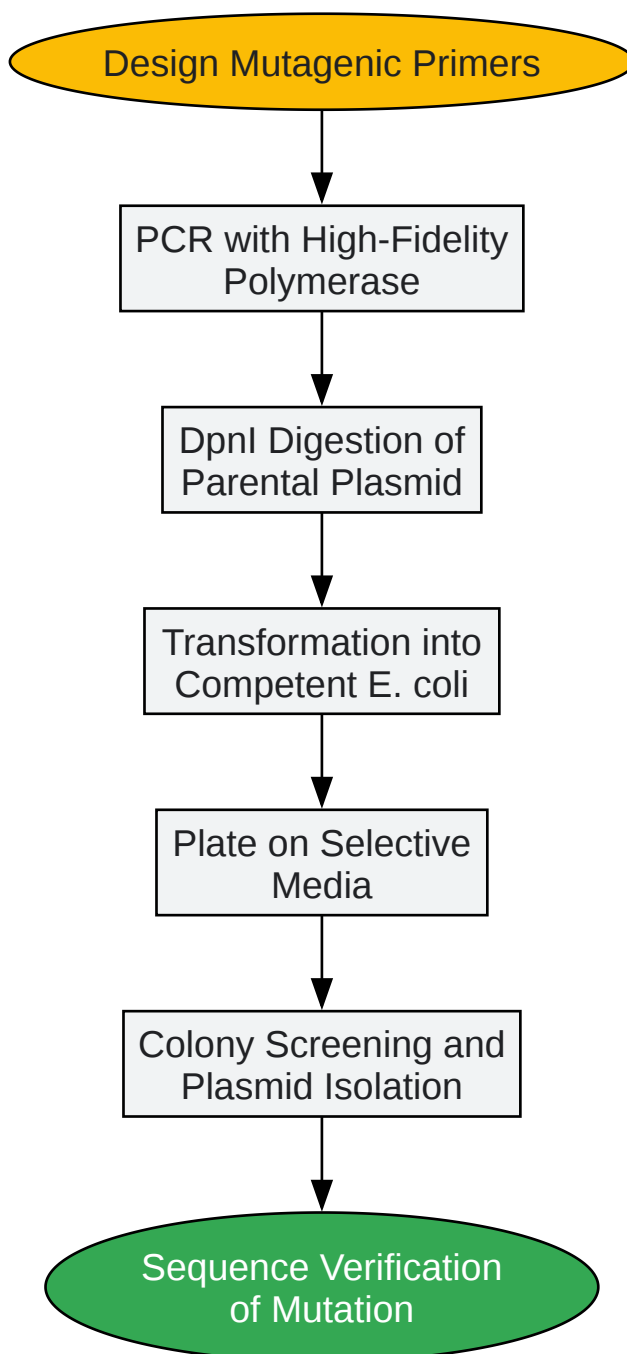 Design Mutagenic Primers
PCR with High-Fidelity
Polymerase
DpnI Digestion of
Parental Plasmid
Transformation into
Competent E. coli
Plate on Selective
Media
Colony Screening and
Plasmid Isolation
Sequence Verification
of Mutation